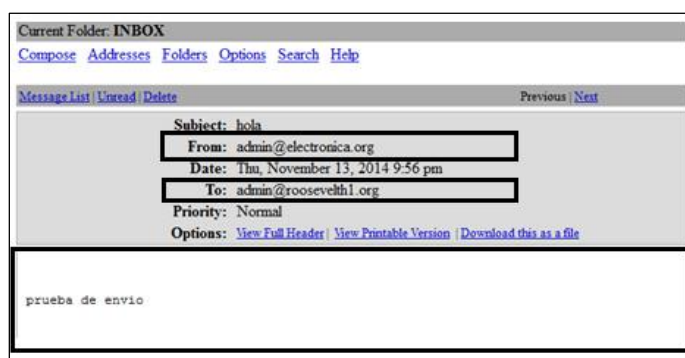 Current Folder: INBOX
Compose Addresses Folders Options Search Help
Message List | Unread | Delete Previous | Next
Subject: hola
From: admin@electronica.org
Date: Thu, November 13, 2014 9:56 pm
To: admin@roosevelth1.org
Priority: Normal
Options: View Full Header | View Printable Version | Download this as a file
prueba de envio